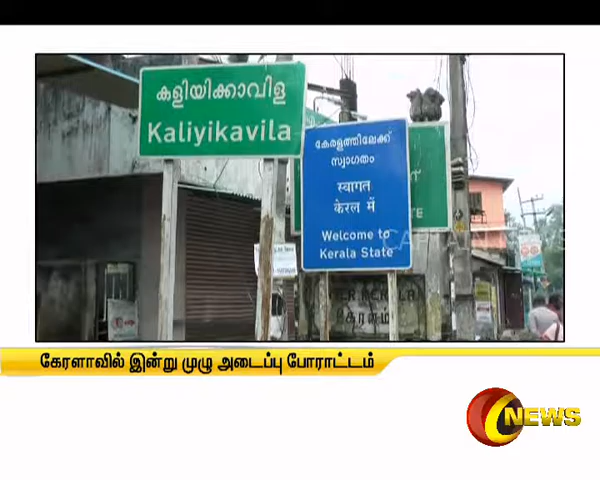 കളിയിക്കാവിള
Kaliyikavila
കേരളത്തിലേക്ക്
സ്വാഗതം
स्वागत
केरल में
Welcome to
Kerala State
கேரளாவில் இன்று முழு அடைப்பு போராட்டம்
NEWS